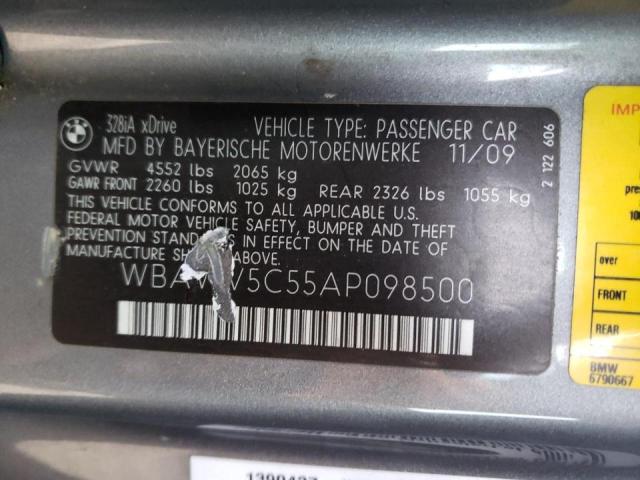 BMW
328iA xDrive VEHICLE TYPE: PASSENGER CAR
MFD BY BAYERISCHE MOTORENWERKE 11/09
GVWR 4552 lbs 2065 kg
GAWR FRONT 2260 lbs 1025 kg REAR 2326 lbs 1055 kg
THIS VEHICLE CONFORMS TO ALL APPLICABLE U.S.
FEDERAL MOTOR VEHICLE SAFETY, BUMPER AND THEFT
PREVENTION STANDARDS IN EFFECT ON THE DATE OF
MANUFACTURE ABOVE.
5C55AP098500
2 122 606
over
FRONT
REAR
BMW
6790667